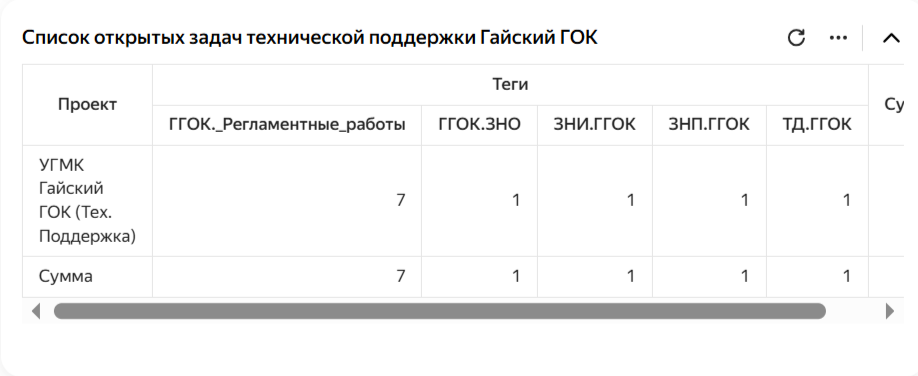 Список открытых задач технической поддержки Гайский ГОК
Проект
Теги
Су
ГГОК._Регламентные_работы ГГОК.ЗНО ЗНИ.ГГОК ЗНП.ГГОК ТД.ГГОК
УГМК
Гайский
ГОК (Тех.
Поддержка)
7 1 1 1 1
Сумма 7 1 1 1 1